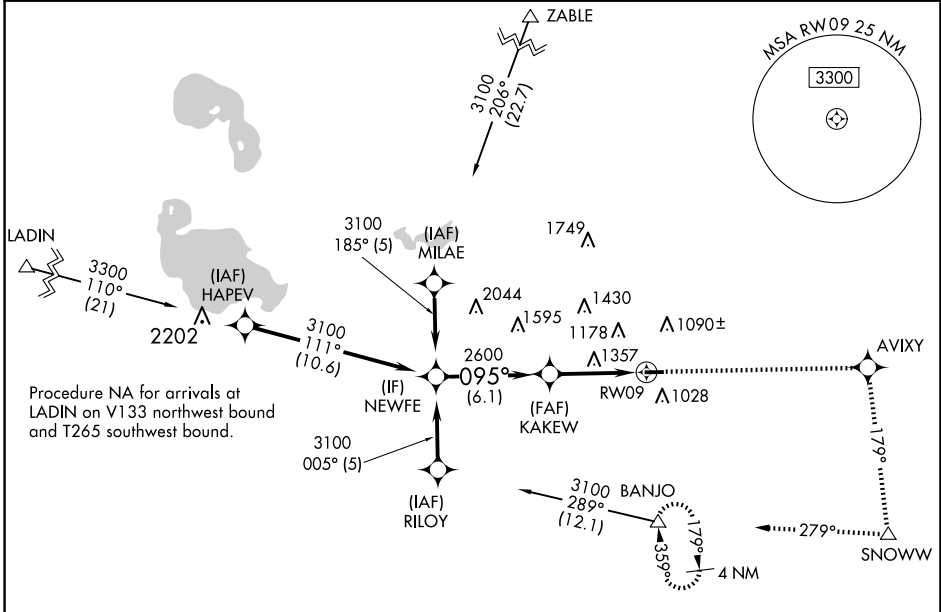 ZABLE
3100
206°
(22.7)
MSA RW09 25 NM
3300
LADIN
3300
110°
(21)
(IAF)
HAPEV
2202
3100
111°
(10.6)
3100
185° (5)
(IAF)
MILAE
1749
2044
1595
1430
1178
1090±
1357
2600
095°
(6.1)
(IF)
NEWFE
(FAF)
KAKEW
RW09
1028
AVIXY
179°
Procedure NA for arrivals at
LADIN on V133 northwest bound
and T265 southwest bound.
3100
005° (5)
(IAF)
RILOY
3100
289°
(12.1)
BANJO
179°
359°
4 NM
279°
SNOWW